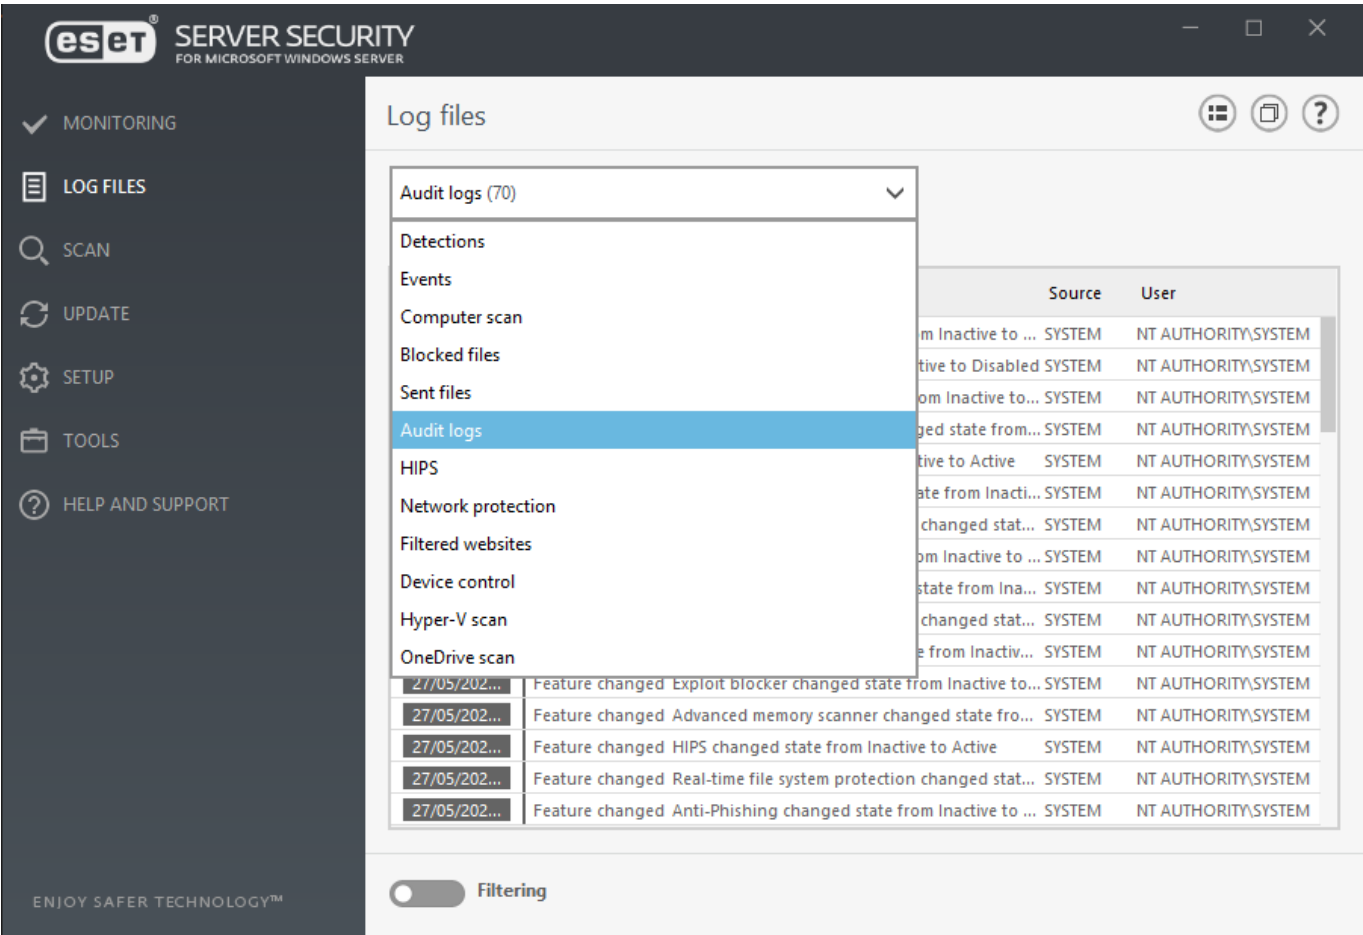 eset® SERVER SECURITY
FOR MICROSOFT WINDOWS SERVER
MONITORING
LOG FILES
SCAN
UPDATE
SETUP
TOOLS
HELP AND SUPPORT
ENJOY SAFER TECHNOLOGY™
Log files
?
Audit logs (70)
Detections
Events
Computer scan
Blocked files
Sent files
Audit logs
HIPS
Network protection
Filtered websites
Device control
Hyper-V scan
OneDrive scan
Source User
m Inactive to ... SYSTEM NT AUTHORITY\SYSTEM
tive to Disabled SYSTEM NT AUTHORITY\SYSTEM
om Inactive to... SYSTEM NT AUTHORITY\SYSTEM
ged state from... SYSTEM NT AUTHORITY\SYSTEM
tive to Active SYSTEM NT AUTHORITY\SYSTEM
ate from Inacti... SYSTEM NT AUTHORITY\SYSTEM
changed stat... SYSTEM NT AUTHORITY\SYSTEM
om Inactive to ... SYSTEM NT AUTHORITY\SYSTEM
state from Ina... SYSTEM NT AUTHORITY\SYSTEM
changed stat... SYSTEM NT AUTHORITY\SYSTEM
e from Inactiv... SYSTEM NT AUTHORITY\SYSTEM
27/05/202... Feature changed Exploit blocker changed state from Inactive to... SYSTEM NT AUTHORITY\SYSTEM
27/05/202... Feature changed Advanced memory scanner changed state fro... SYSTEM NT AUTHORITY\SYSTEM
27/05/202... Feature changed HIPS changed state from Inactive to Active SYSTEM NT AUTHORITY\SYSTEM
27/05/202... Feature changed Real-time file system protection changed stat... SYSTEM NT AUTHORITY\SYSTEM
27/05/202... Feature changed Anti-Phishing changed state from Inactive to ... SYSTEM NT AUTHORITY\SYSTEM
Filtering